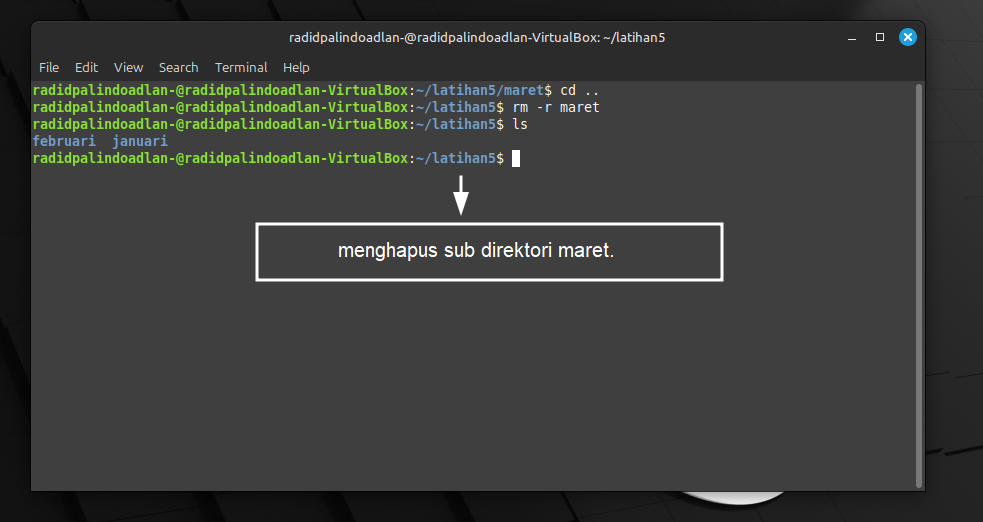 radidpalindoadlan-@radidpalindoadlan-VirtualBox: ~/latihan5
File Edit View Search Terminal Help
radidpalindoadlan-@radidpalindoadlan-VirtualBox:~/latihan5/maret$ cd ..
radidpalindoadlan-@radidpalindoadlan-VirtualBox:~/latihan5$ rm -r maret
radidpalindoadlan-@radidpalindoadlan-VirtualBox:~/latihan5$ ls
februari januari
radidpalindoadlan-@radidpalindoadlan-VirtualBox:~/latihan5$
menghapus sub direktori maret.